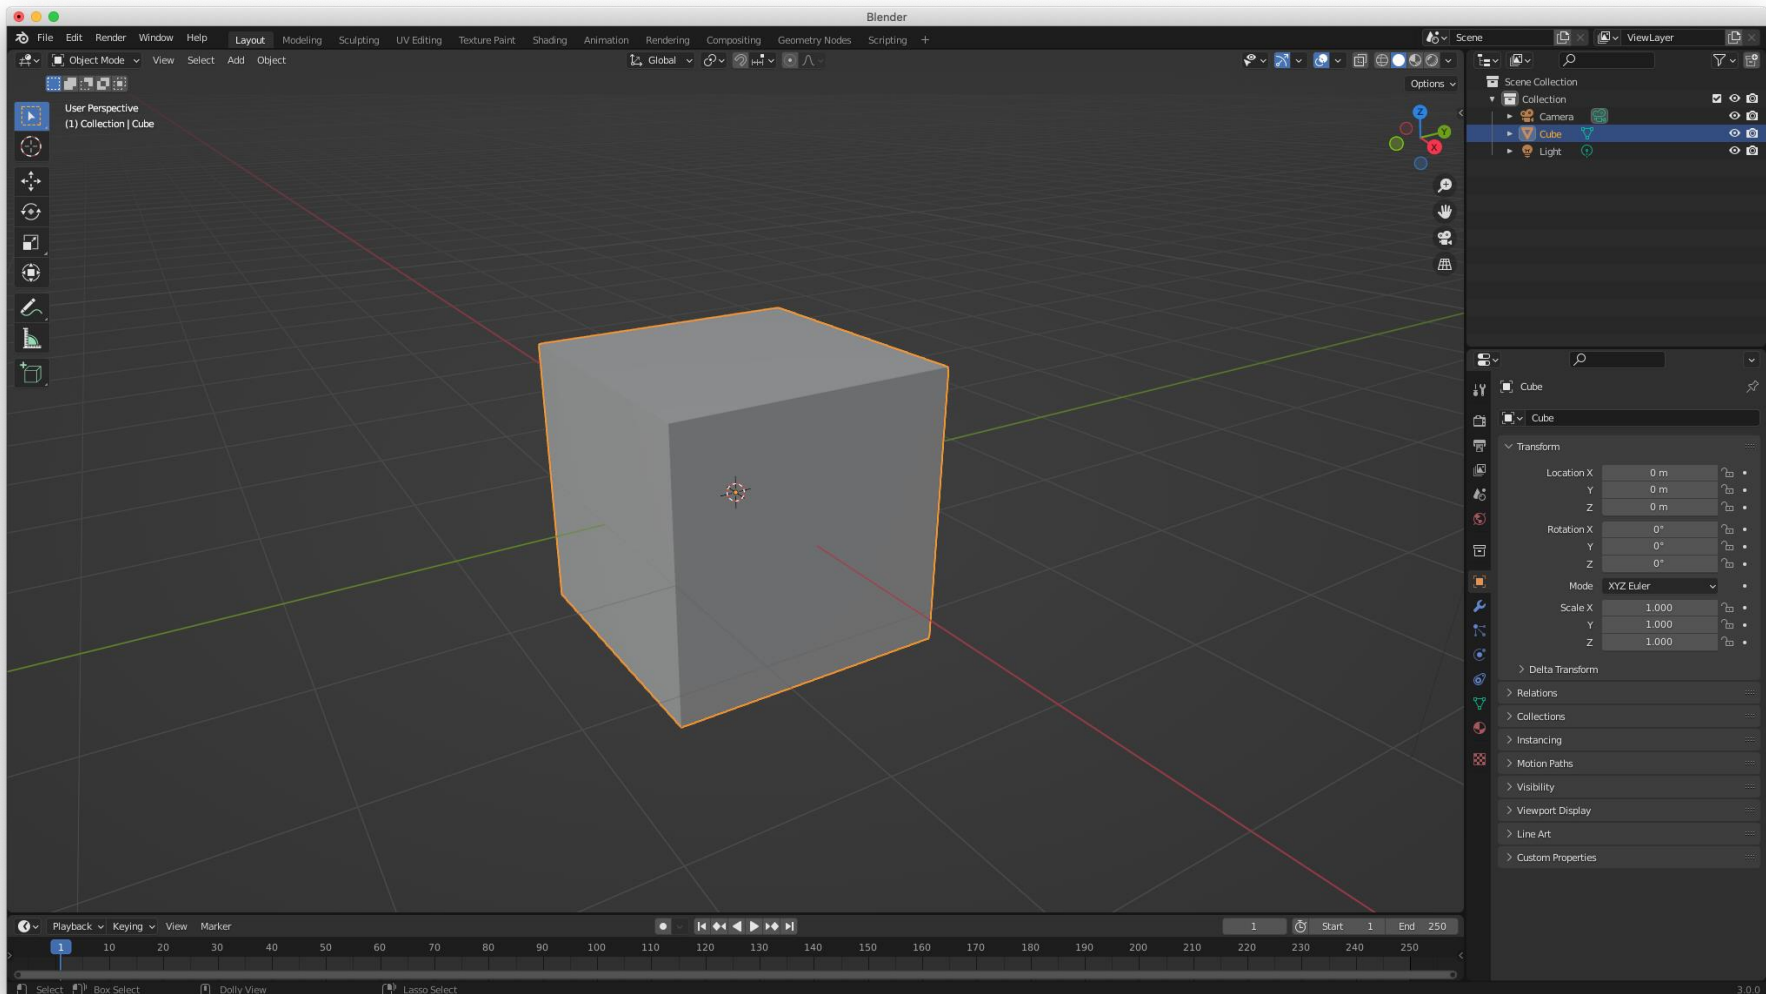 Blender
File Edit Render Window Help Layout Modeling Sculpting UV Editing Texture Paint Shading Animation Rendering Compositing Geometry Nodes Scripting + Scene ViewLayer
Object Mode View Select Add Object Global
Options
User Perspective
(1) Collection | Cube
Z
Y
X
Scene Collection
Collection
Camera
Cube
Light
Cube
Cube
Transform
Location X 0 m
Y 0 m
Z 0 m
Rotation X 0°
Y 0°
Z 0°
Mode XYZ Euler
Scale X 1.000
Y 1.000
Z 1.000
Delta Transform
Relations
Collections
Instancing
Motion Paths
Visibility
Viewport Display
Line Art
Custom Properties
Playback Keying View Marker 1 Start 1 End 250
1 10 20 30 40 50 60 70 80 90 100 110 120 130 140 150 160 170 180 190 200 210 220 230 240 250
Select Box Select Dolly View Lasso Select 3.0.0